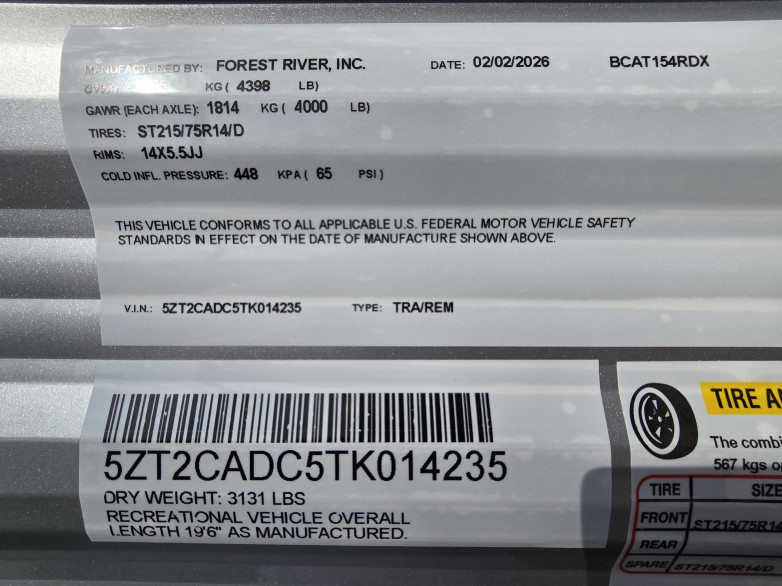 MANUFACTURED BY: FOREST RIVER, INC. DATE: 02/02/2026 BCAT154RDX
GVWR KG ( 4398 LB)
GAWR (EACH AXLE): 1814 KG ( 4000 LB)
TIRES: ST215/75R14/D
RIMS: 14X5.5JJ
COLD INFL. PRESSURE: 448 KPA ( 65 PSI )
THIS VEHICLE CONFORMS TO ALL APPLICABLE U.S. FEDERAL MOTOR VEHICLE SAFETY
STANDARDS IN EFFECT ON THE DATE OF MANUFACTURE SHOWN ABOVE.
V.I.N.: 5ZT2CADC5TK014235 TYPE: TRA/REM
5ZT2CADC5TK014235
DRY WEIGHT: 3131 LBS
RECREATIONAL VEHICLE OVERALL
LENGTH 19'6" AS MANUFACTURED.
TIRE
The
567 kgs
TIRE SIZE
FRONT ST215/75R14
REAR
SPARE ST215/75R14/D